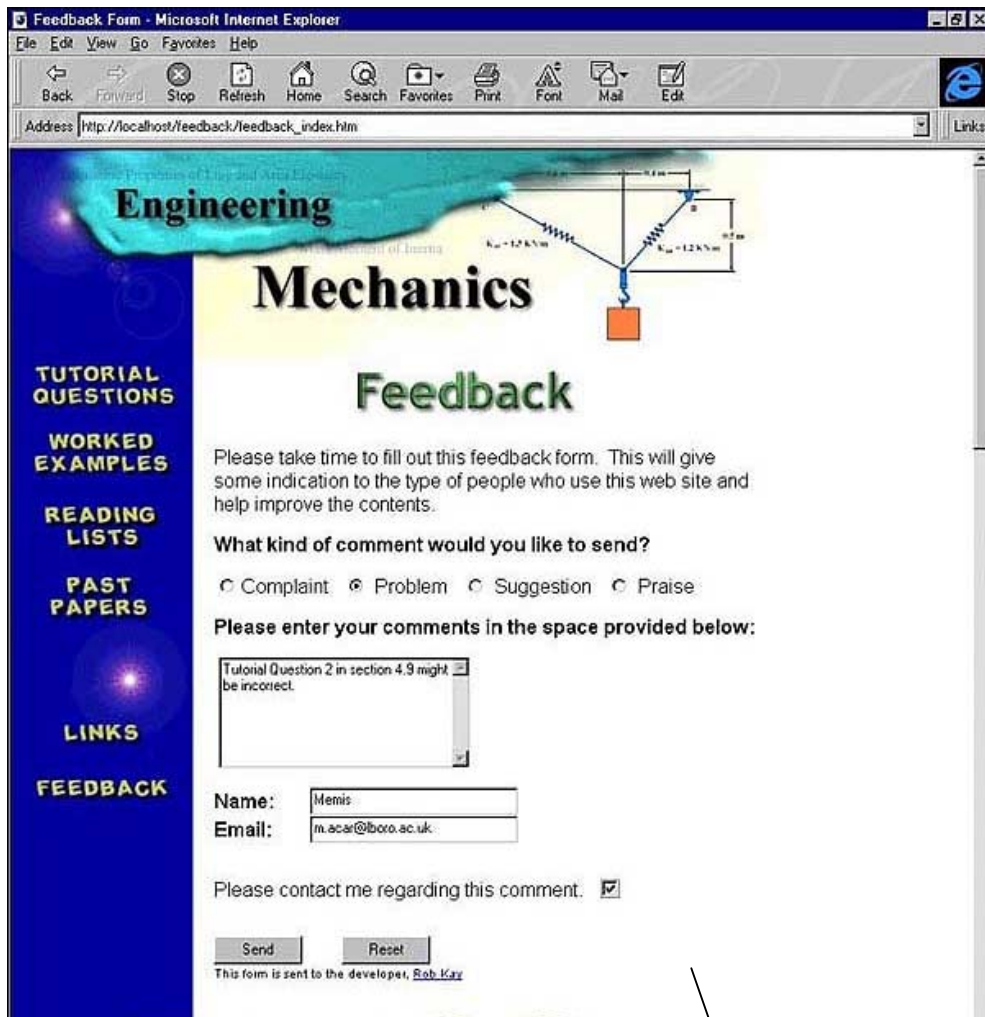 Feedback Form - Microsoft Internet Explorer
File Edit View Go Favorites Help
Back Forward Stop Refresh Home Search Favorites Print Font Mail Edit
Address http://localhost/feedback/feedback_index.htm Links
Engineering
Mechanics
of Inertia
TUTORIAL
QUESTIONS
WORKED
EXAMPLES
READING
LISTS
PAST
PAPERS
LINKS
FEEDBACK
Feedback
Please take time to fill out this feedback form. This will give
some indication to the type of people who use this web site and
help improve the contents.
What kind of comment would you like to send?
Complaint Problem Suggestion Praise
Please enter your comments in the space provided below:
Tutorial Question 2 in section 4.9 might
be incorrect.
Name: Memis
Email: m.acar@lboro.ac.uk
Please contact me regarding this comment.
Send Reset
This form is sent to the developer, Rob Kay